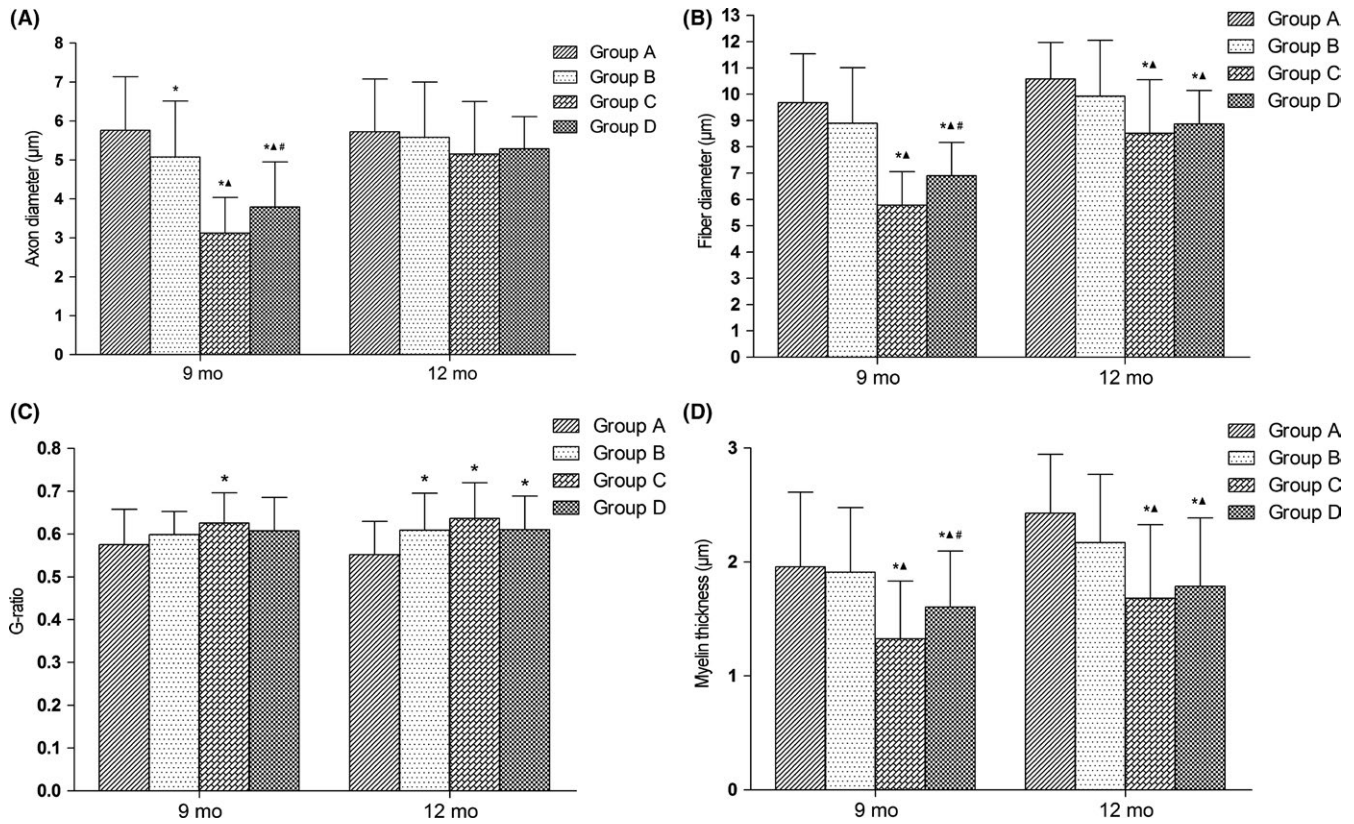 (A)
Axon diameter (µm)
8
7
6
5
4
3
2
1
0
*
*▲
*▲#
9 mo
12 mo
Group A
Group B
Group C
Group D
(B)
Fiber diameter (µm)
13
12
11
10
9
8
7
6
5
4
3
2
1
0
*▲
*▲#
*▲
*▲
9 mo
12 mo
Group A
Group B
Group C
Group D
(C)
G-ratio
0.8
0.7
0.6
0.5
0.4
0.3
0.2
0.1
0.0
*
*
*
*
9 mo
12 mo
Group A
Group B
Group C
Group D
(D)
Myelin thickness (µm)
3
2
1
0
*▲
*▲#
*▲
*▲
9 mo
12 mo
Group A
Group B
Group C
Group D